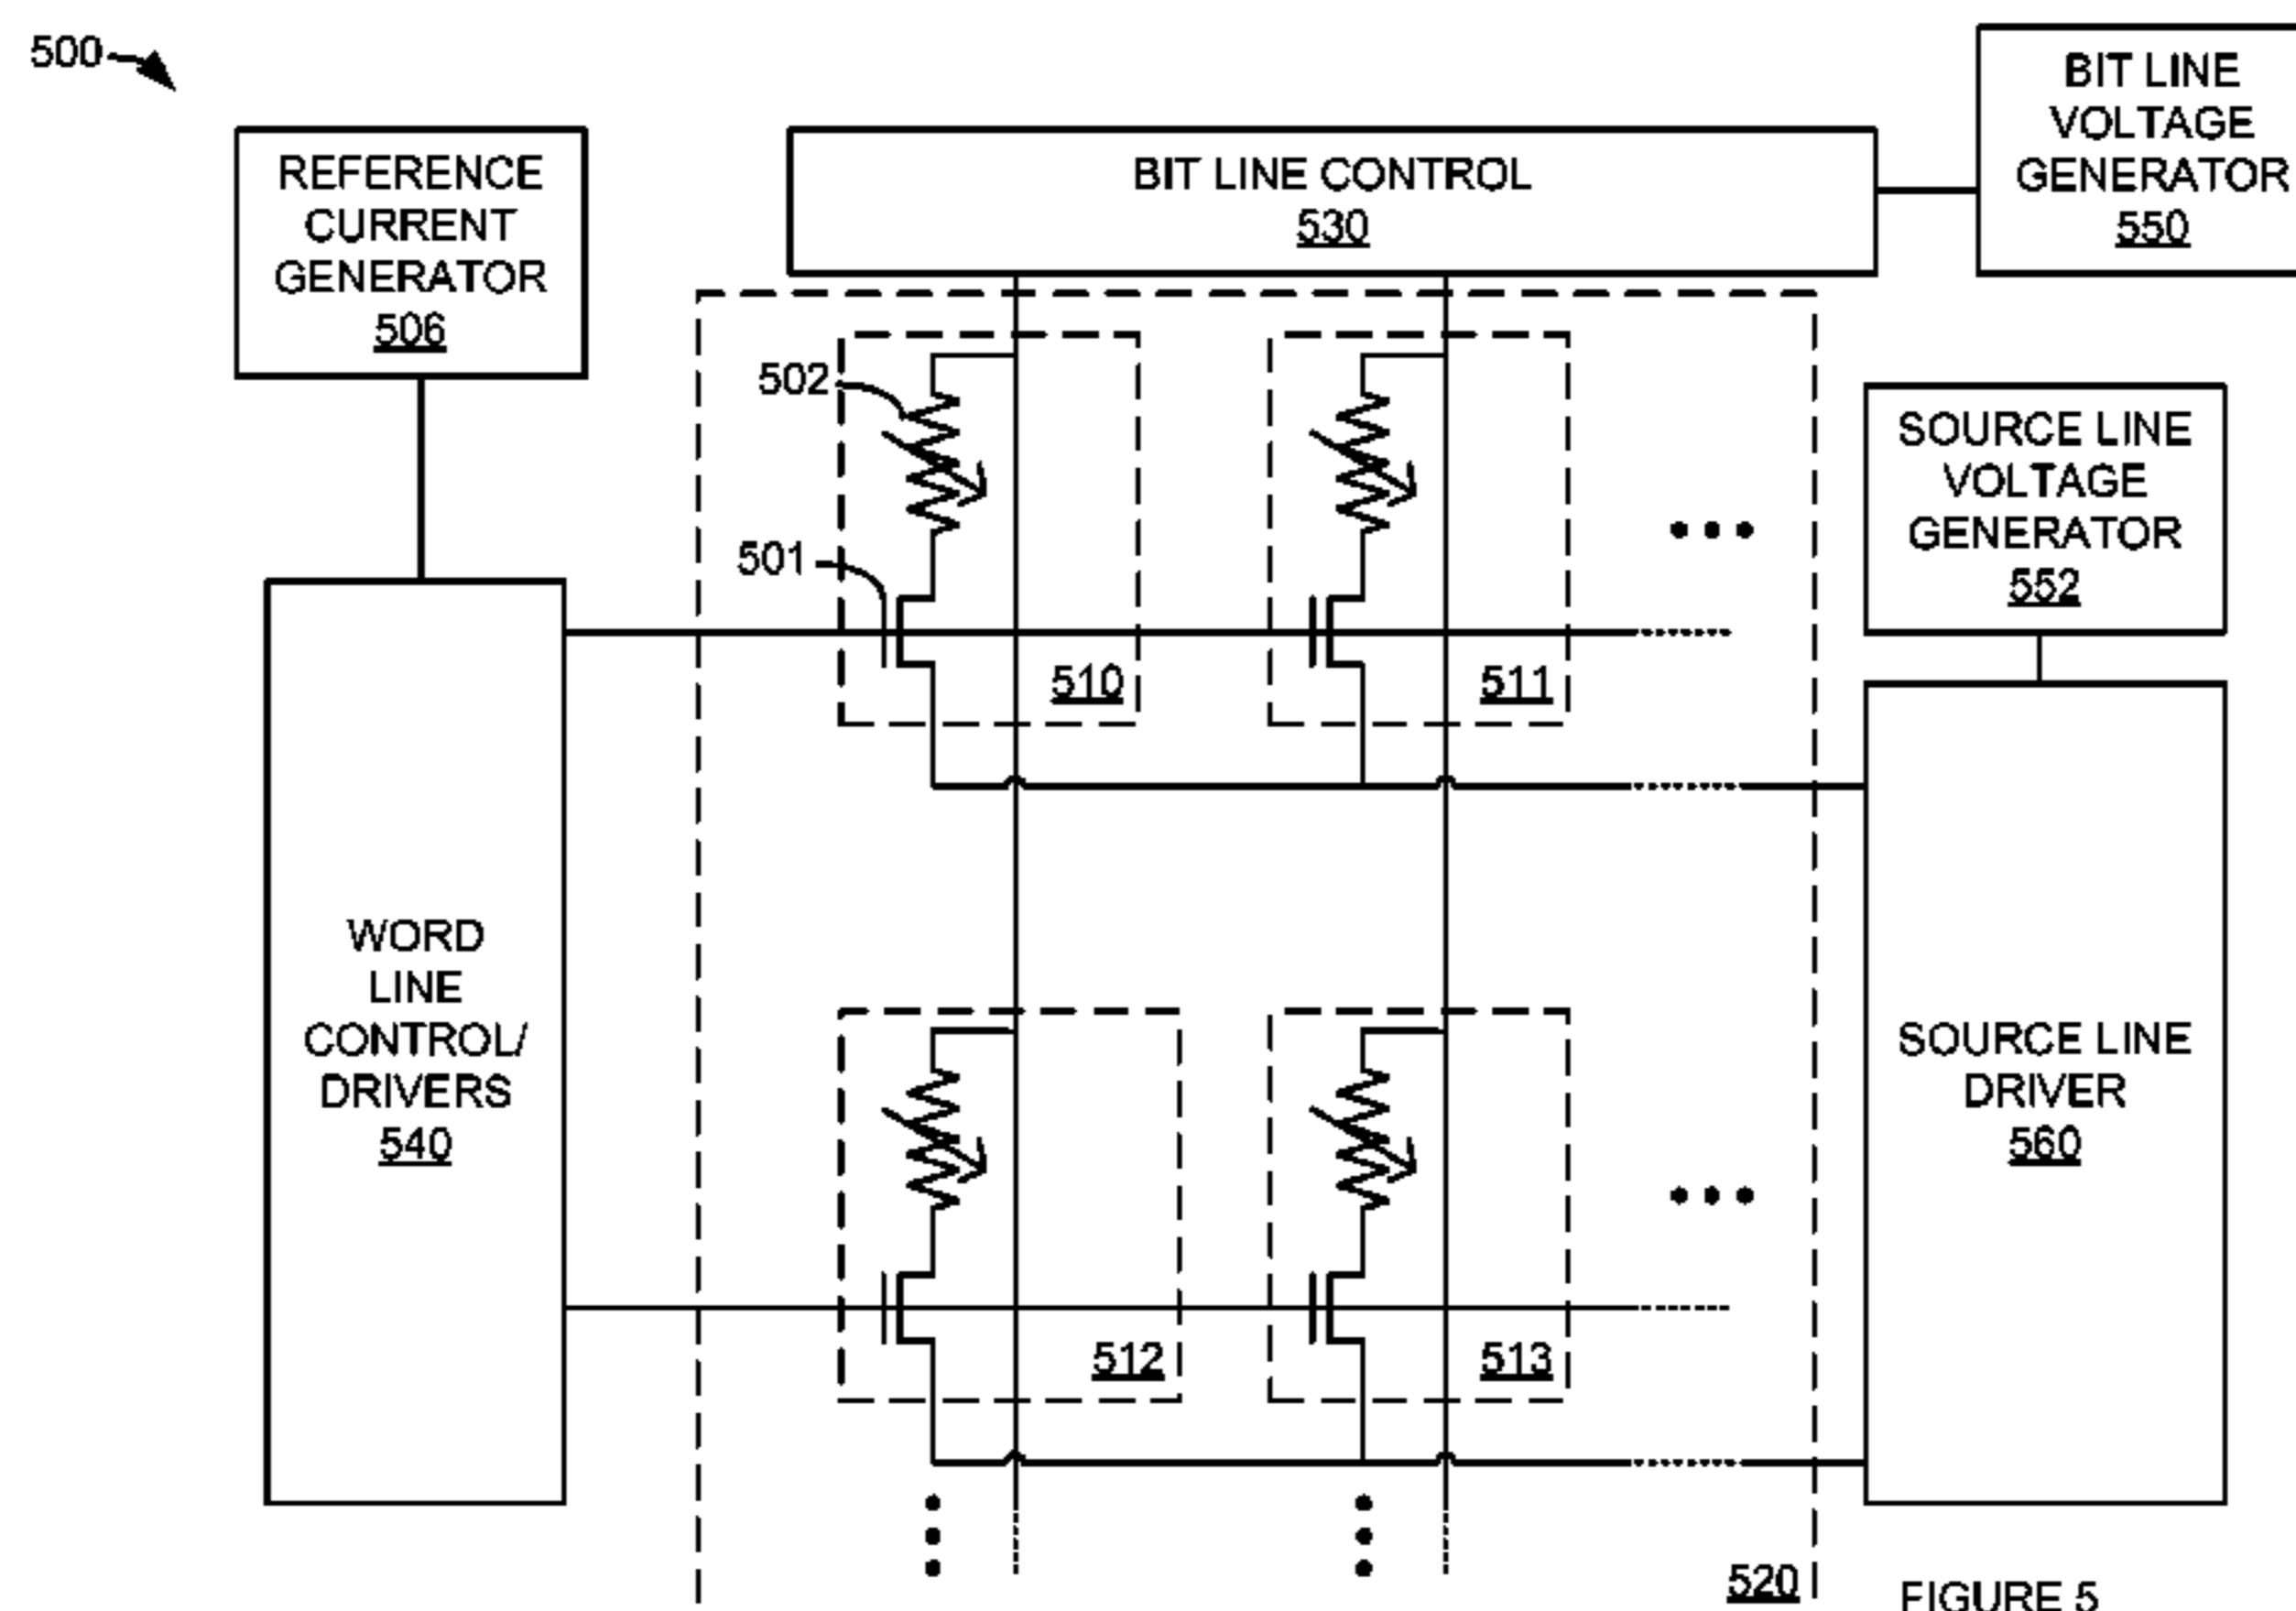 500
BIT LINE
VOLTAGE
GENERATOR
550
REFERENCE
CURRENT
GENERATOR
506
BIT LINE CONTROL
530
502
501
510
511
SOURCE LINE
VOLTAGE
GENERATOR
552
WORD
LINE
CONTROL/
DRIVERS
540
SOURCE LINE
DRIVER
560
512
513
520
FIGURE 5